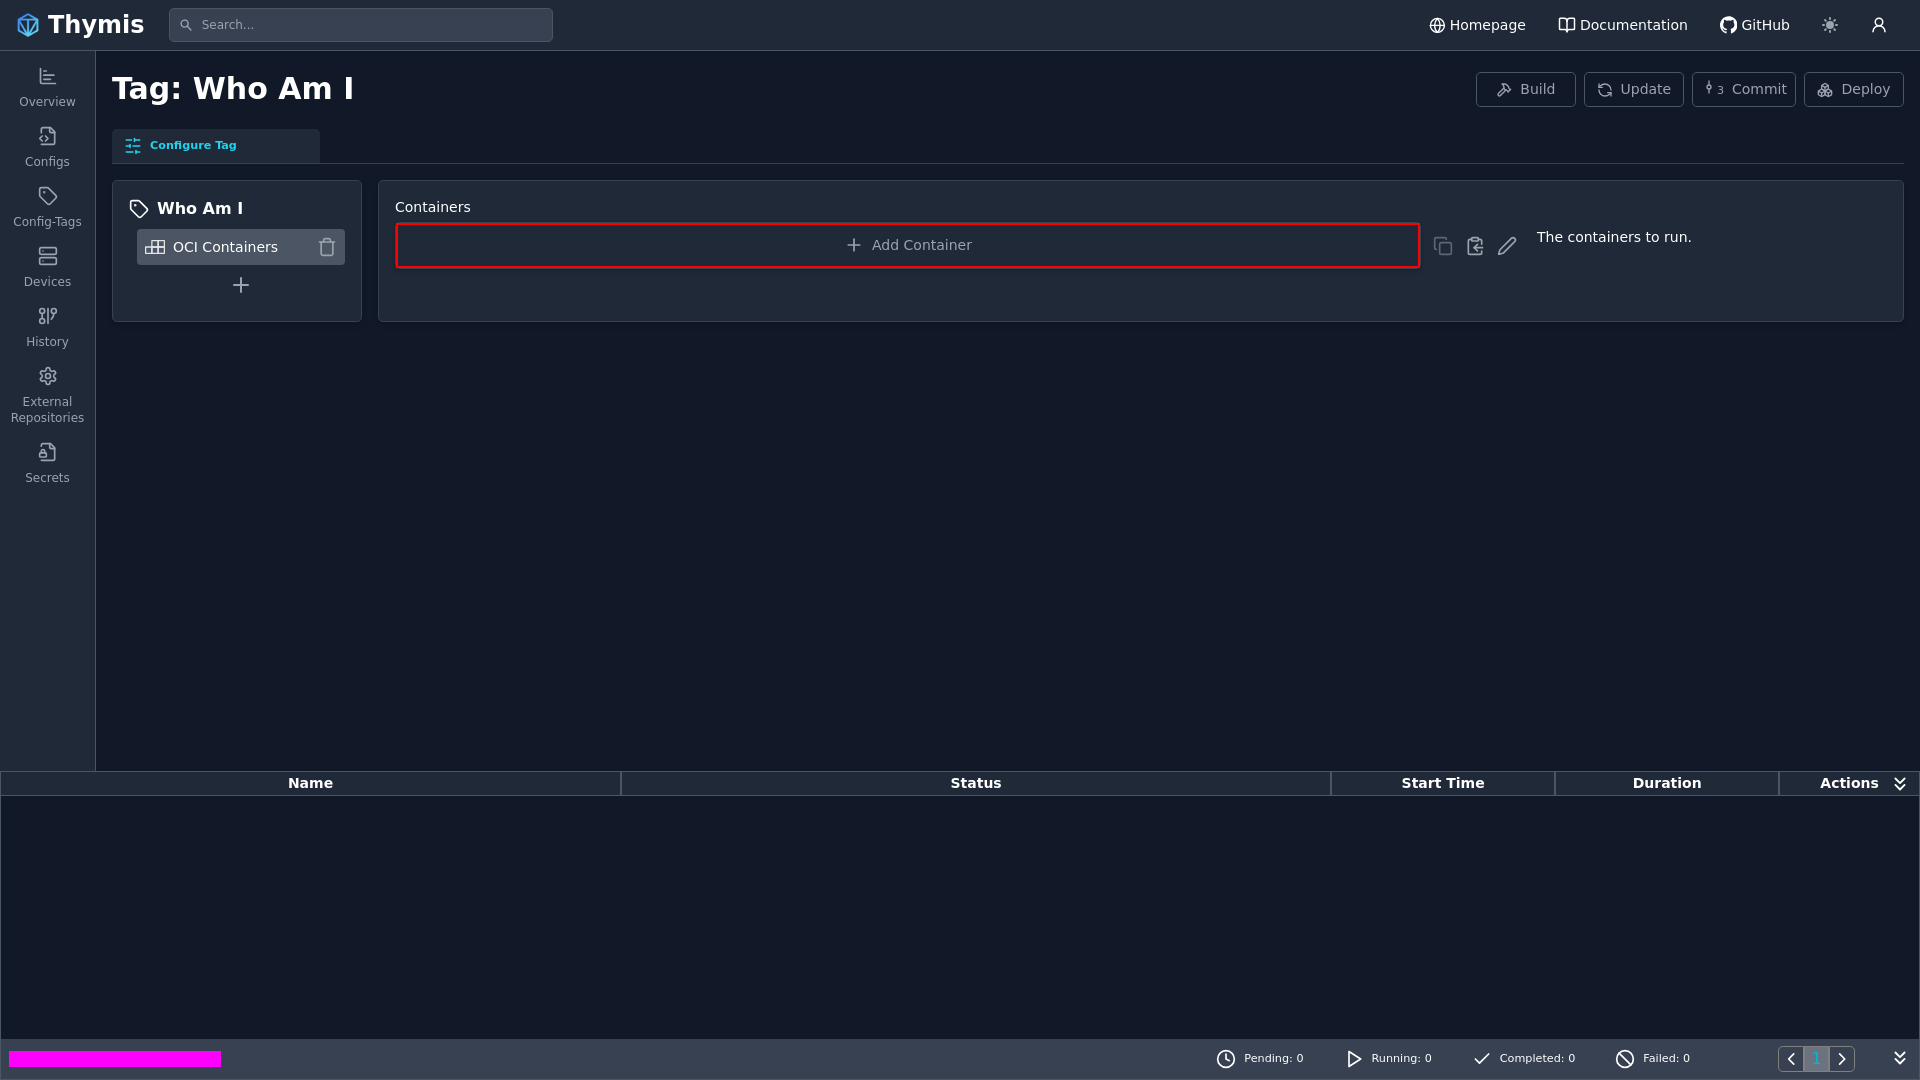 Thymis
Search...
Homepage
Documentation
GitHub
Overview
Configs
Config-Tags
Devices
History
External
Repositories
Secrets
Tag: Who Am I
Build
Update
3 Commit
Deploy
Configure Tag
Who Am I
OCI Containers
Containers
Add Container
The containers to run.
Name
Status
Start Time
Duration
Actions
Pending: 0
Running: 0
Completed: 0
Failed: 0
1